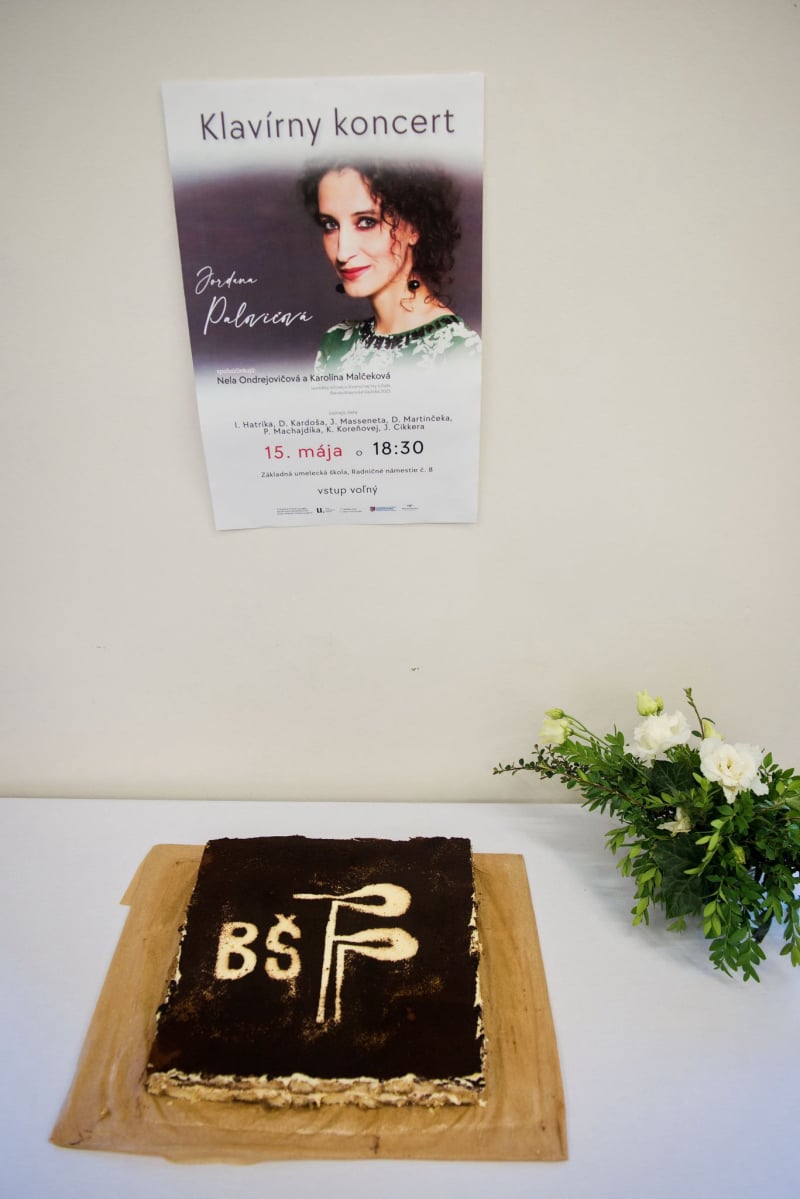 Klavírny koncert
Jordana
Palovičová
spoluúčinkujú
Nela Ondrejovičová a Karolína Malčeková
I. Hatríka, D. Kardoša, J. Masseneta, D. Martinčeka,
P. Machajdíka, K. Koreňovej, J. Cikkera
15. mája o 18:30
Základná umelecká škola, Radničné námestie č. 8
vstup voľný
u.
BŠ